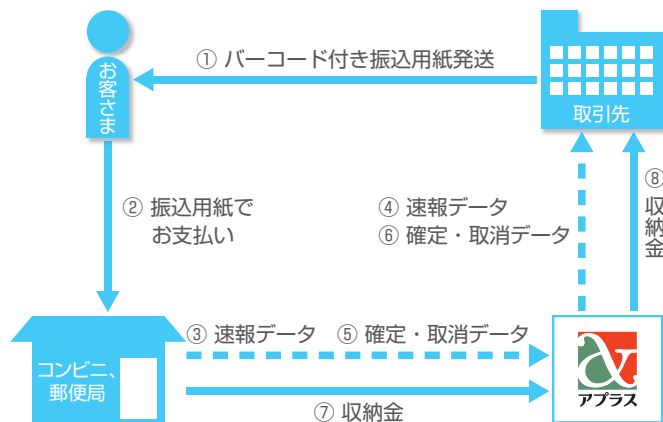 ① バーコード付き振込用紙発送
お客さま
取引先
② 振込用紙で
お支払い
④ 速報データ
⑥ 確定・取消データ
⑧ 収納金
③ 速報データ
⑤ 確定・取消データ
コンビニ、
郵便局
⑦ 収納金
&
アプラス